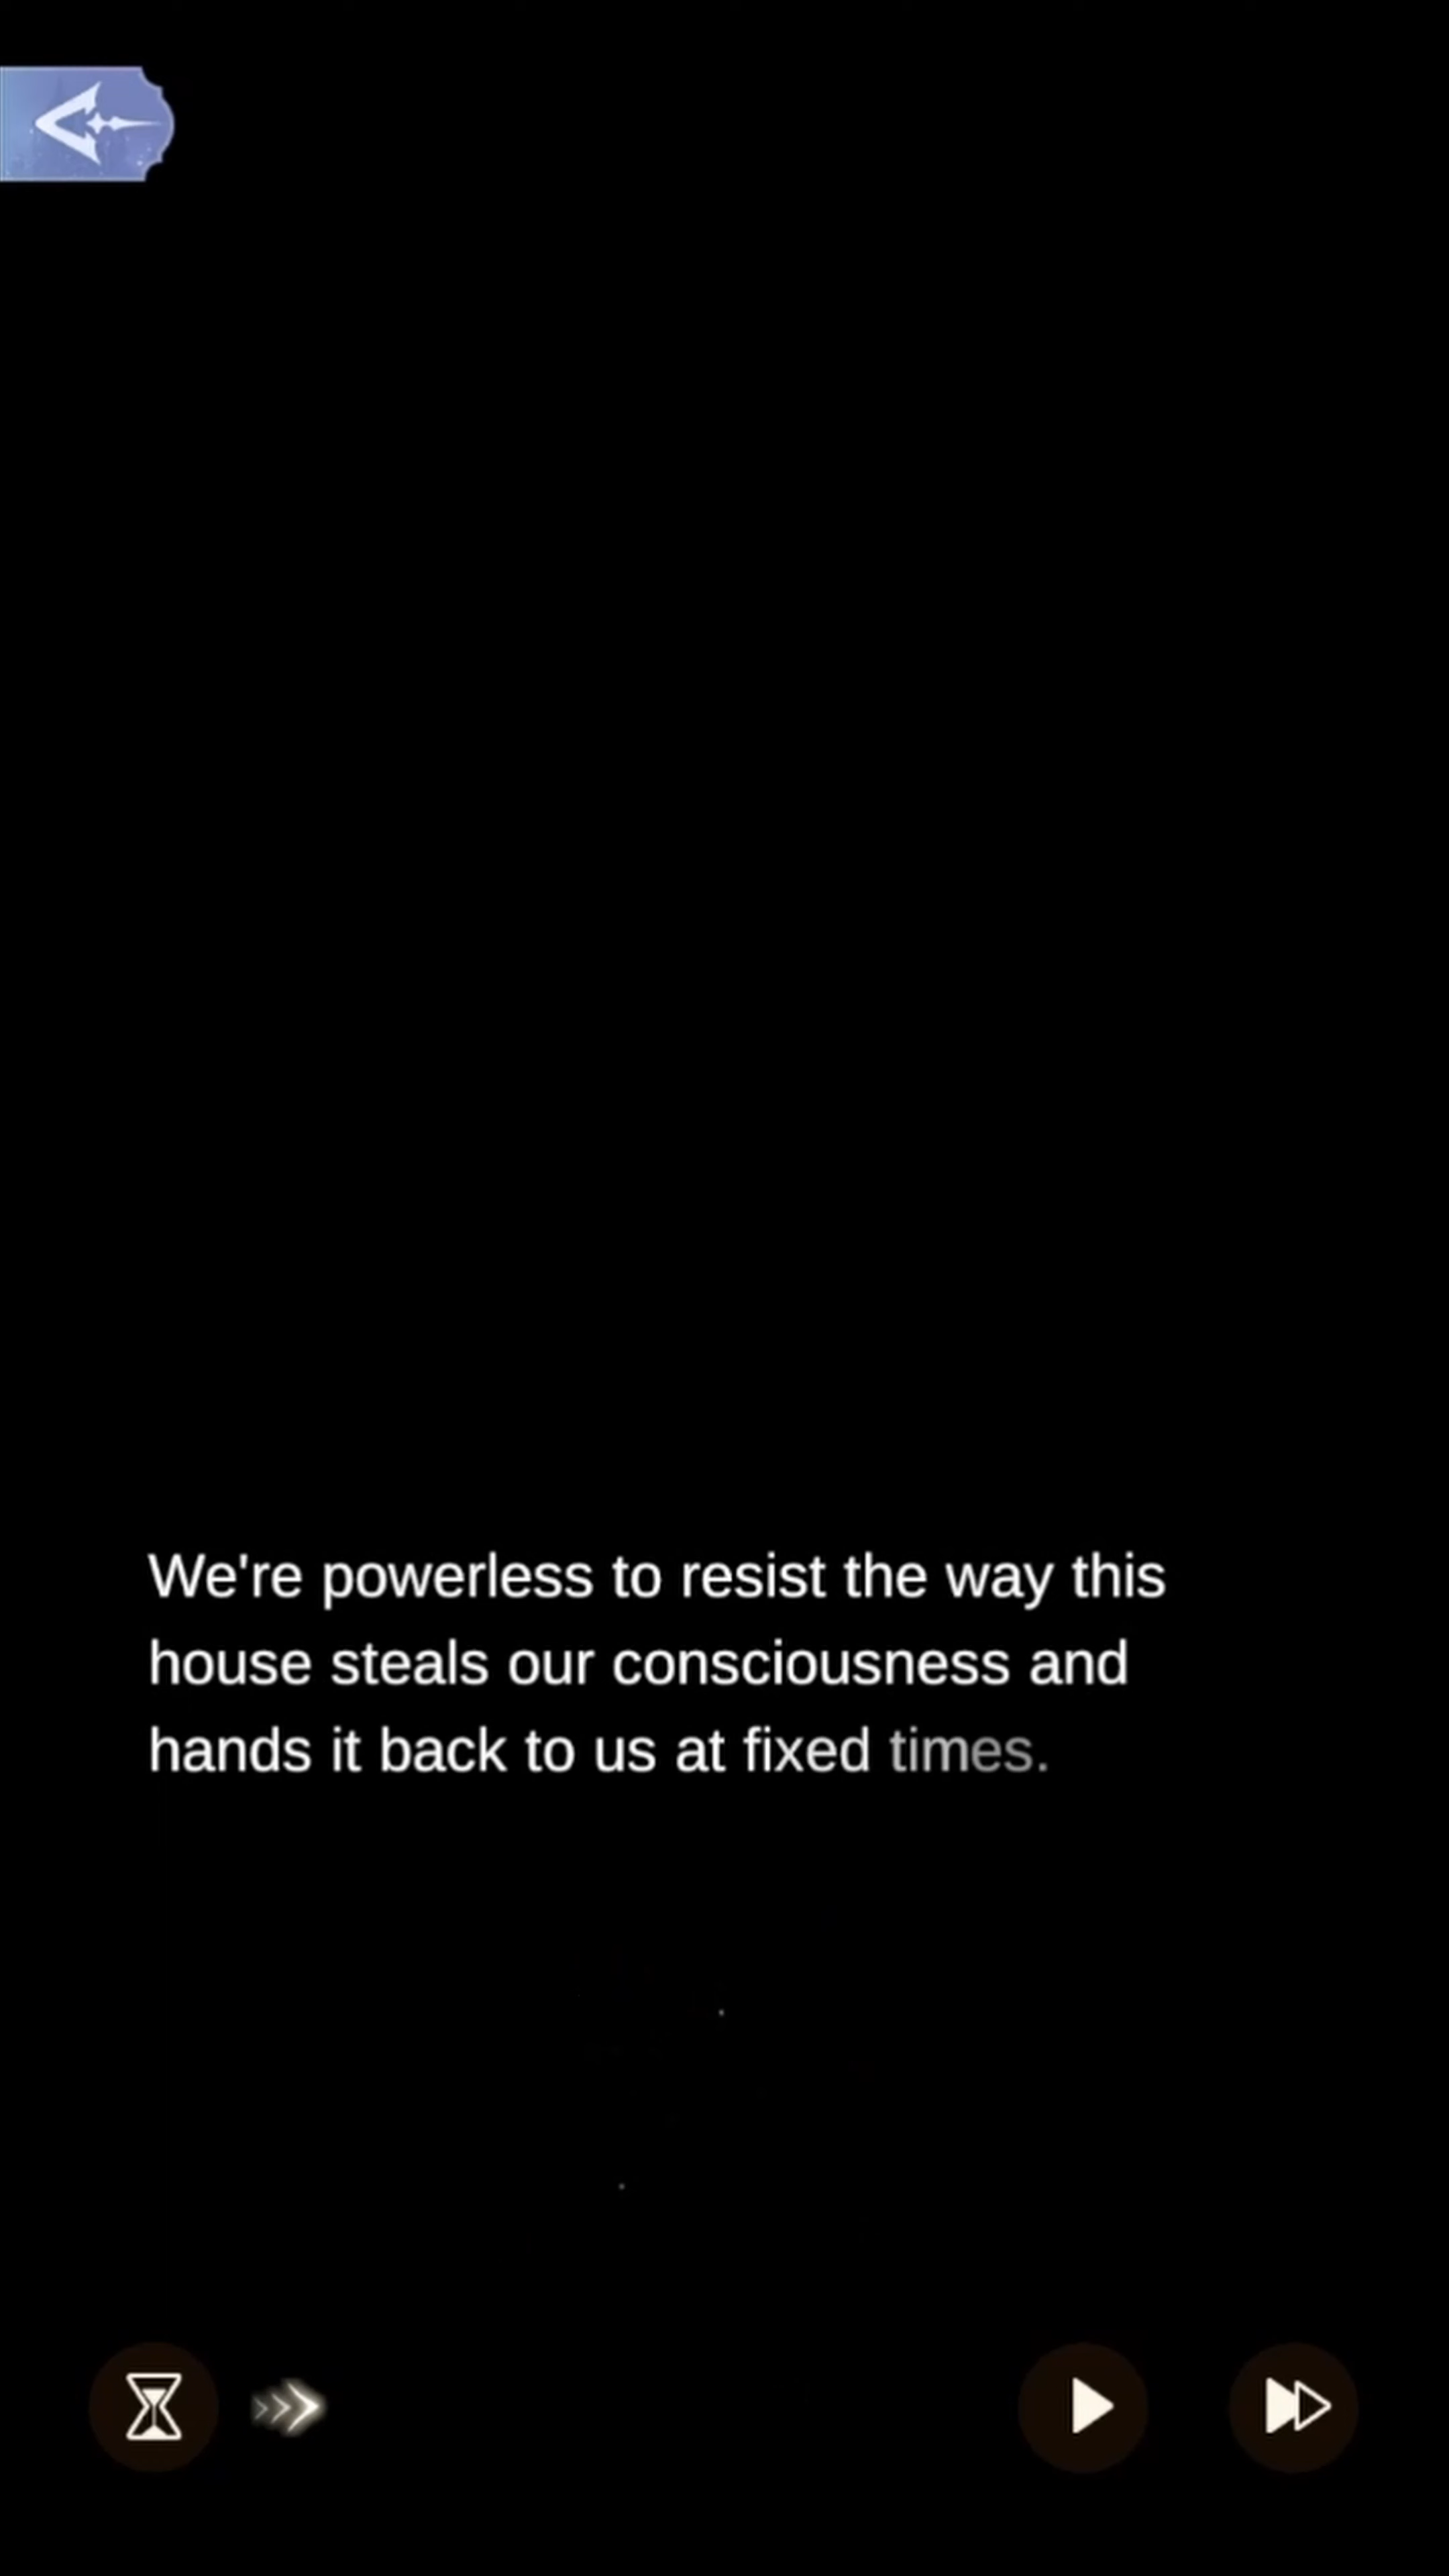 We're powerless to resist the way this
house steals our consciousness and
hands it back to us at fixed times.